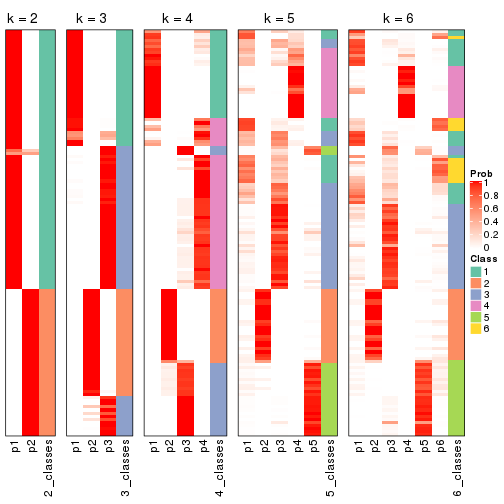 k = 2
k = 3
k = 4
k = 5
k = 6
Prob
1
0.8
0.6
0.4
0.2
0
Class
1
2
3
4
5
6
p1
p2
2_classes
p1
p2
p3
3_classes
p1
p2
p3
p4
4_classes
p1
p2
p3
p4
p5
5_classes
p1
p2
p3
p4
p5
p6
6_classes